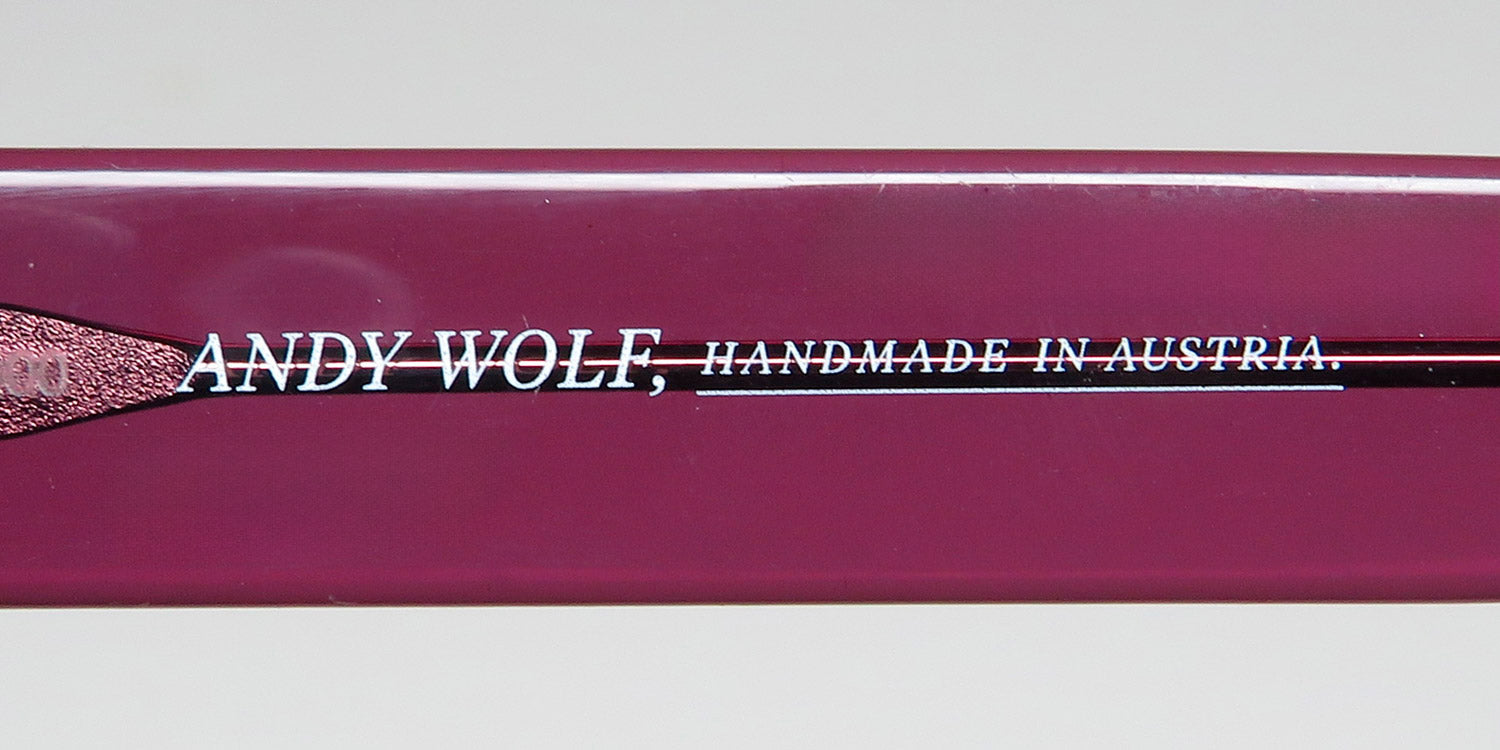 ANDY WOLF, HANDMADE IN AUSTRIA.